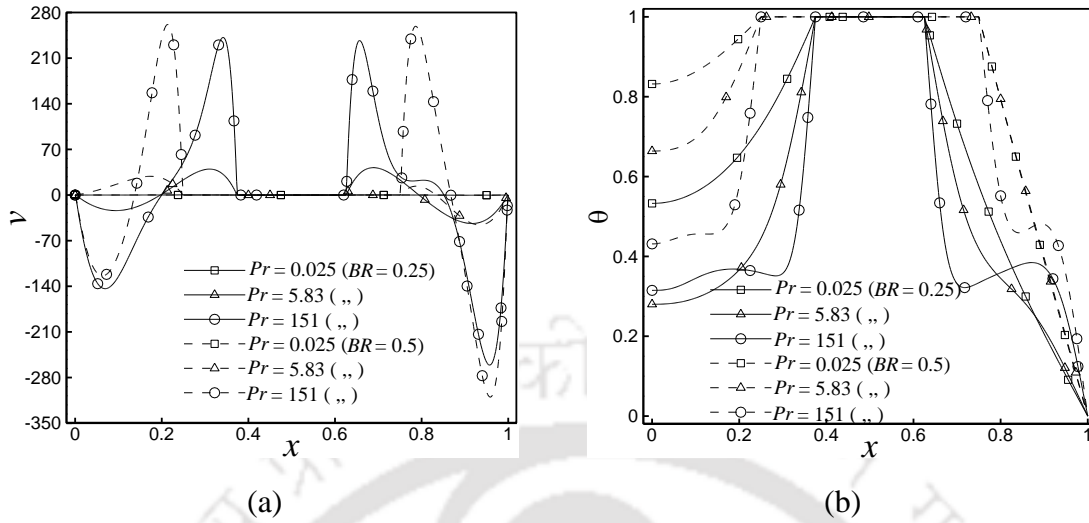 280
210
140
70
0
-70
-140
-210
-280
-350
v
0 0.2 0.4 0.6 0.8 1
x
Pr = 0.025 (BR = 0.25)
Pr = 5.83 ( ,, )
Pr = 151 ( ,, )
Pr = 0.025 (BR = 0.5)
Pr = 5.83 ( ,, )
Pr = 151 ( ,, )
(a)
1
0.8
0.6
0.4
0.2
0
θ
0 0.2 0.4 0.6 0.8 1
x
Pr = 0.025 (BR = 0.25)
Pr = 5.83 ( ,, )
Pr = 151 ( ,, )
Pr = 0.025 (BR = 0.5)
Pr = 5.83 ( ,, )
Pr = 151 ( ,, )
(b)